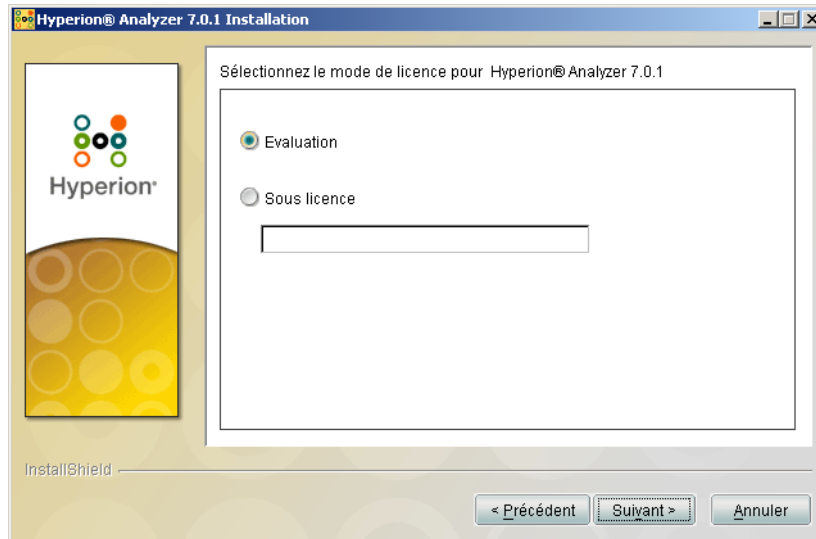 Hyperion® Analyzer 7.0.1 Installation
Sélectionnez le mode de licence pour Hyperion® Analyzer 7.0.1
Evaluation
Sous licence
Hyperion®
InstallShield
< Précédent
Suivant >
Annuler